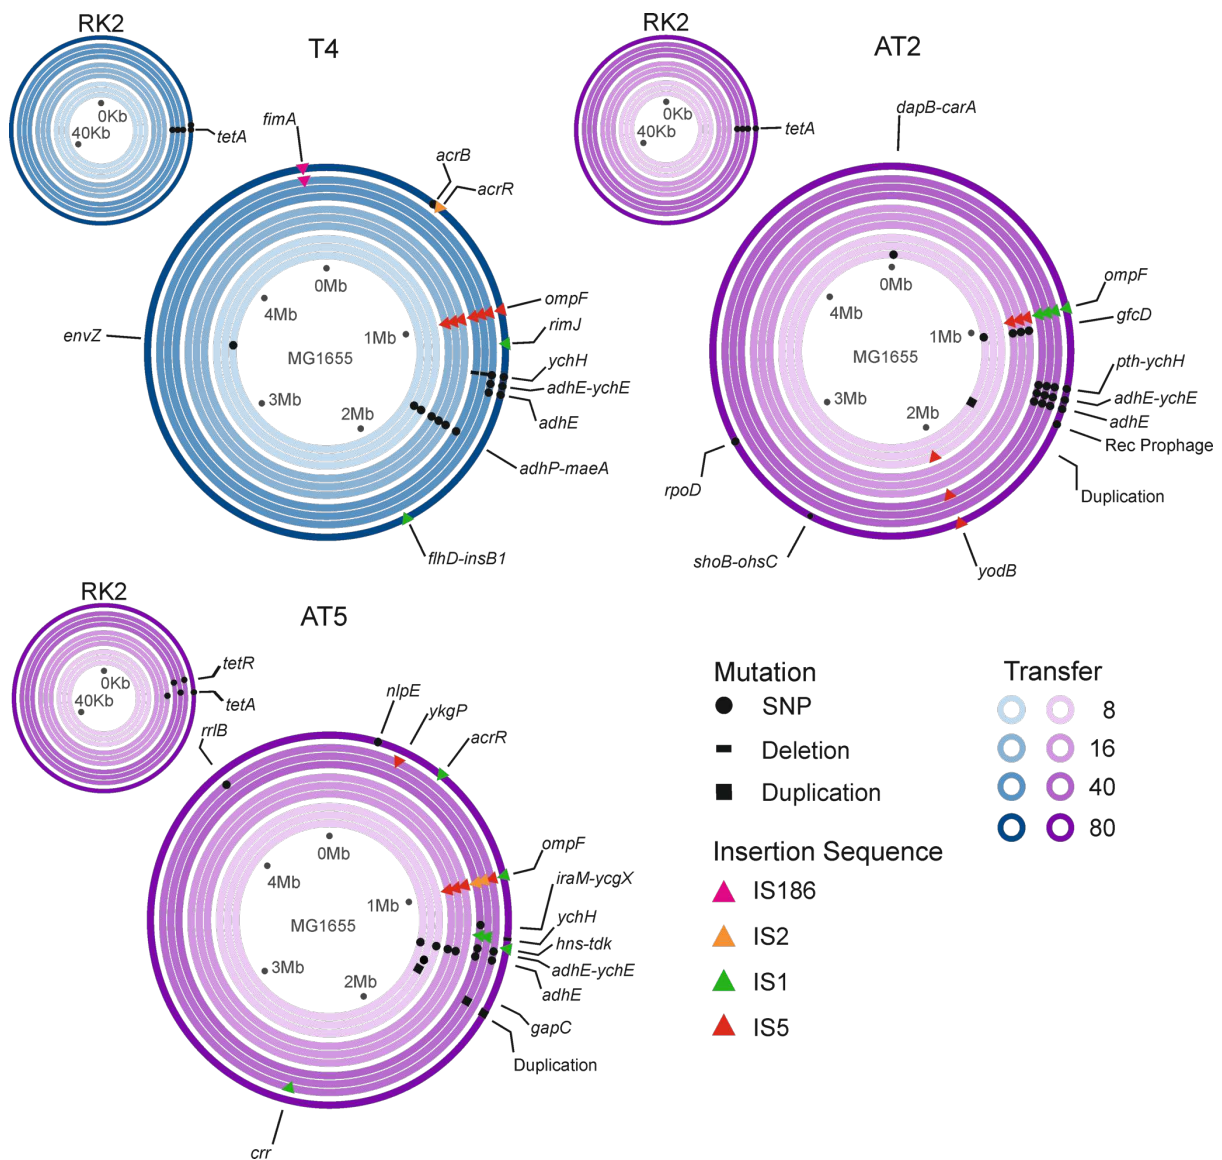 RK2
T4
0Kb
40Kb
tetA
fimA
acrB
acrR
0Mb
4Mb
ompF
rimJ
envZ
1Mb
MG1655
ychH
adhE-ychE
adhE
3Mb
2Mb
adhP-maeA
flhD-insB1
RK2
AT2
0Kb
40Kb
tetA
dapB-carA
0Mb
4Mb
ompF
gfcD
1Mb
MG1655
pth-ychH
adhE-ychE
adhE
3Mb
2Mb
Rec Prophage
rpoD
Duplication
shoB-ohsC
yodB
RK2
AT5
0Kb
40Kb
tetR
tetA
rrlB
nlpE
ykgP
acrR
0Mb
4Mb
ompF
iraM-ycgX
1Mb
MG1655
ychH
hns-tdk
adhE-ychE
adhE
3Mb
2Mb
gapC
Duplication
crr
Mutation
SNP
Deletion
Duplication
Insertion Sequence
IS186
IS2
IS1
IS5
Transfer
8
16
40
80